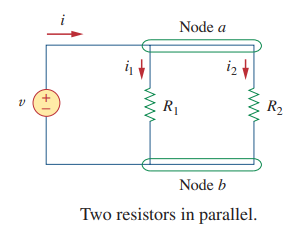 i
Node a
i₁
i₂
v
+
−
R₁
R₂
Node b
Two resistors in parallel.